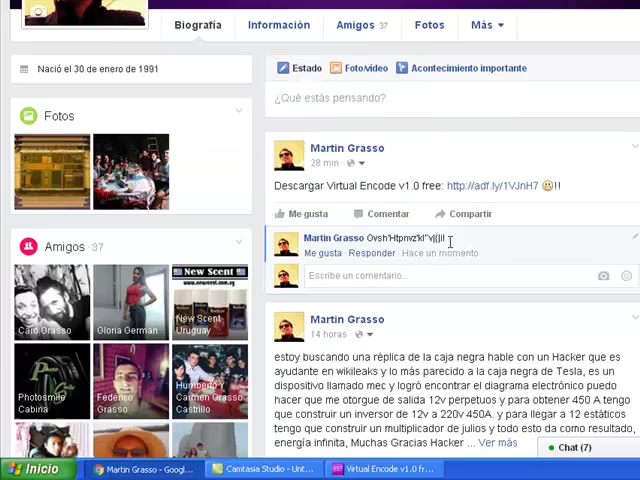 Biografía Información Amigos 37 Fotos Más
Nació el 30 de enero de 1991
Estado Foto/vídeo Acontecimiento importante
¿Qué estás pensando?
Fotos
Martin Grasso
28 min
Descargar Virtual Encode v1.0 free: http://adf.ly/1VJnH7 !!
Me gusta Comentar Compartir
Martin Grasso
Me gusta · Responder · Hace un momento
Escribe un comentario...
Amigos · 37
Caro Grasso
Gloria German
New Scent
New Scent Uruguay
Photosmile Cabina
Federico Grasso
Humberto Y Carmen Grasso Castrillo
Martin Grasso
14 horas
estoy buscando una réplica de la caja negra hable con un Hacker que es
ayudante en wikileaks y lo más parecido a la caja negra de Tesla, es un
dispositivo llamado mec y logró encontrar el diagrama electrónico puedo
hacer que me otorgue de salida 12v perpetuos y para obtener 450 A tengo
que construir un inversor de 12v a 220v 450A. y para llegar a 12 estáticos
tengo que construir un multiplicador de julios y todo esto da como resultado,
energía infinita, Muchas Gracias Hacker ... Ver más
Chat (7)
Inicio
Martin Grasso - Googl...
Camtasia Studio - Unt...
Virtual Encode v1.0 fr...